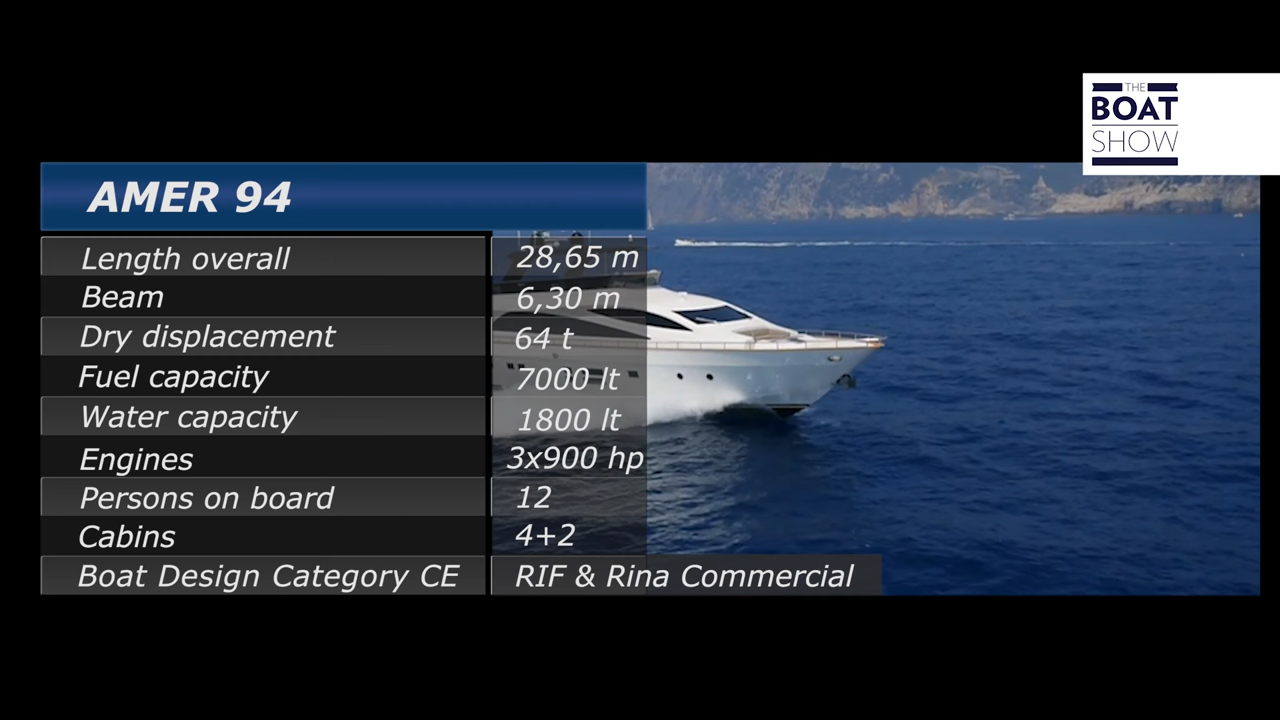 THE
BOAT
SHOW
AMER 94
Length overall 28,65 m
Beam 6,30 m
Dry displacement 64 t
Fuel capacity 7000 lt
Water capacity 1800 lt
Engines 3x900 hp
Persons on board 12
Cabins 4+2
Boat Design Category CE RIF & Rina Commercial